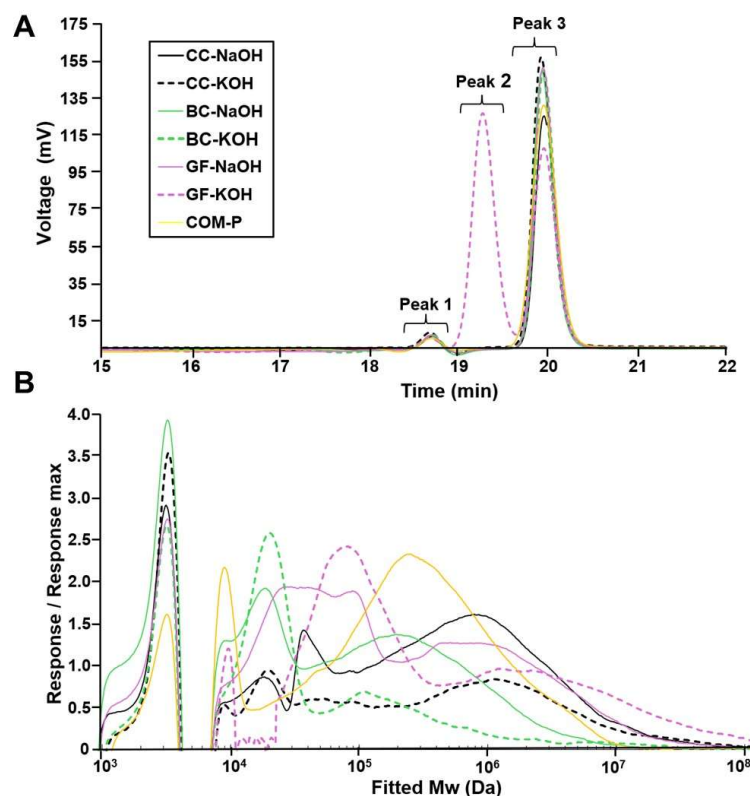 A
Voltage (mV)
175
155
135
115
95
75
55
35
15
CC-NaOH
CC-KOH
BC-NaOH
BC-KOH
GF-NaOH
GF-KOH
COM-P
Peak 1
Peak 2
Peak 3
15 16 17 18 19 20 21 22
Time (min)
B
Response / Response max
4.0
3.5
3.0
2.5
2.0
1.5
1.0
0.5
0
10³ 10⁴ 10⁵ 10⁶ 10⁷ 10⁸
Fitted Mw (Da)